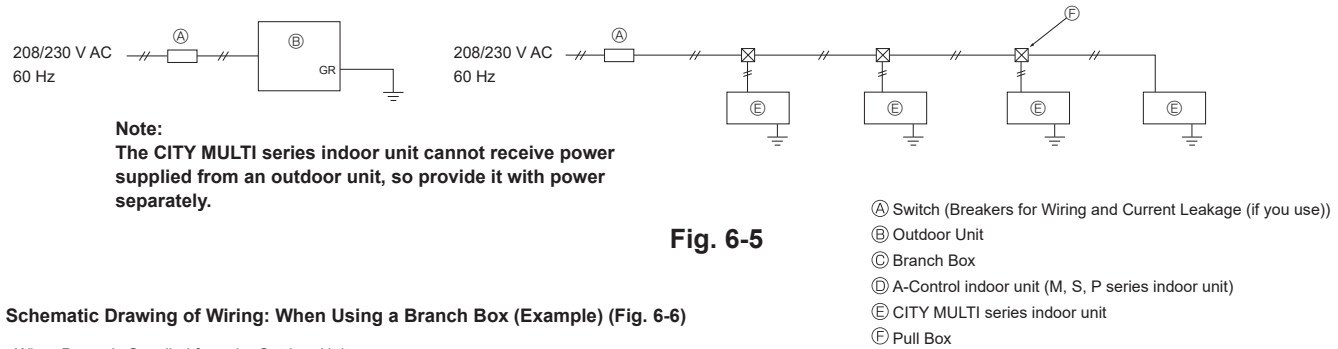 208/230 V AC
60 Hz
Ⓐ
Ⓑ
GR
208/230 V AC
60 Hz
Ⓐ
Ⓕ
Ⓔ
Ⓔ
Ⓔ
Ⓔ
Note:
The CITY MULTI series indoor unit cannot receive power
supplied from an outdoor unit, so provide it with power
separately.
Fig. 6-5
Ⓐ Switch (Breakers for Wiring and Current Leakage (if you use))
Ⓑ Outdoor Unit
Ⓒ Branch Box
Ⓓ A-Control indoor unit (M, S, P series indoor unit)
Ⓔ CITY MULTI series indoor unit
Ⓕ Pull Box
Schematic Drawing of Wiring: When Using a Branch Box (Example) (Fig. 6-6)